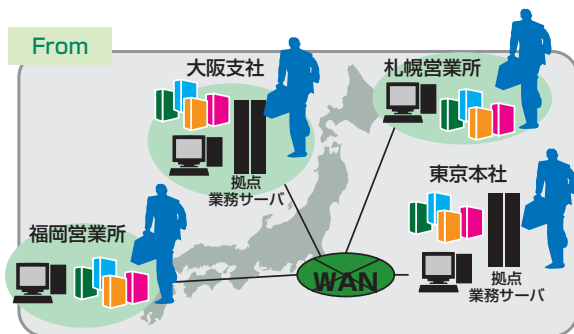 From
大阪支社
札幌営業所
拠点
業務サーバ
東京本社
福岡営業所
WAN
拠点
業務サーバ